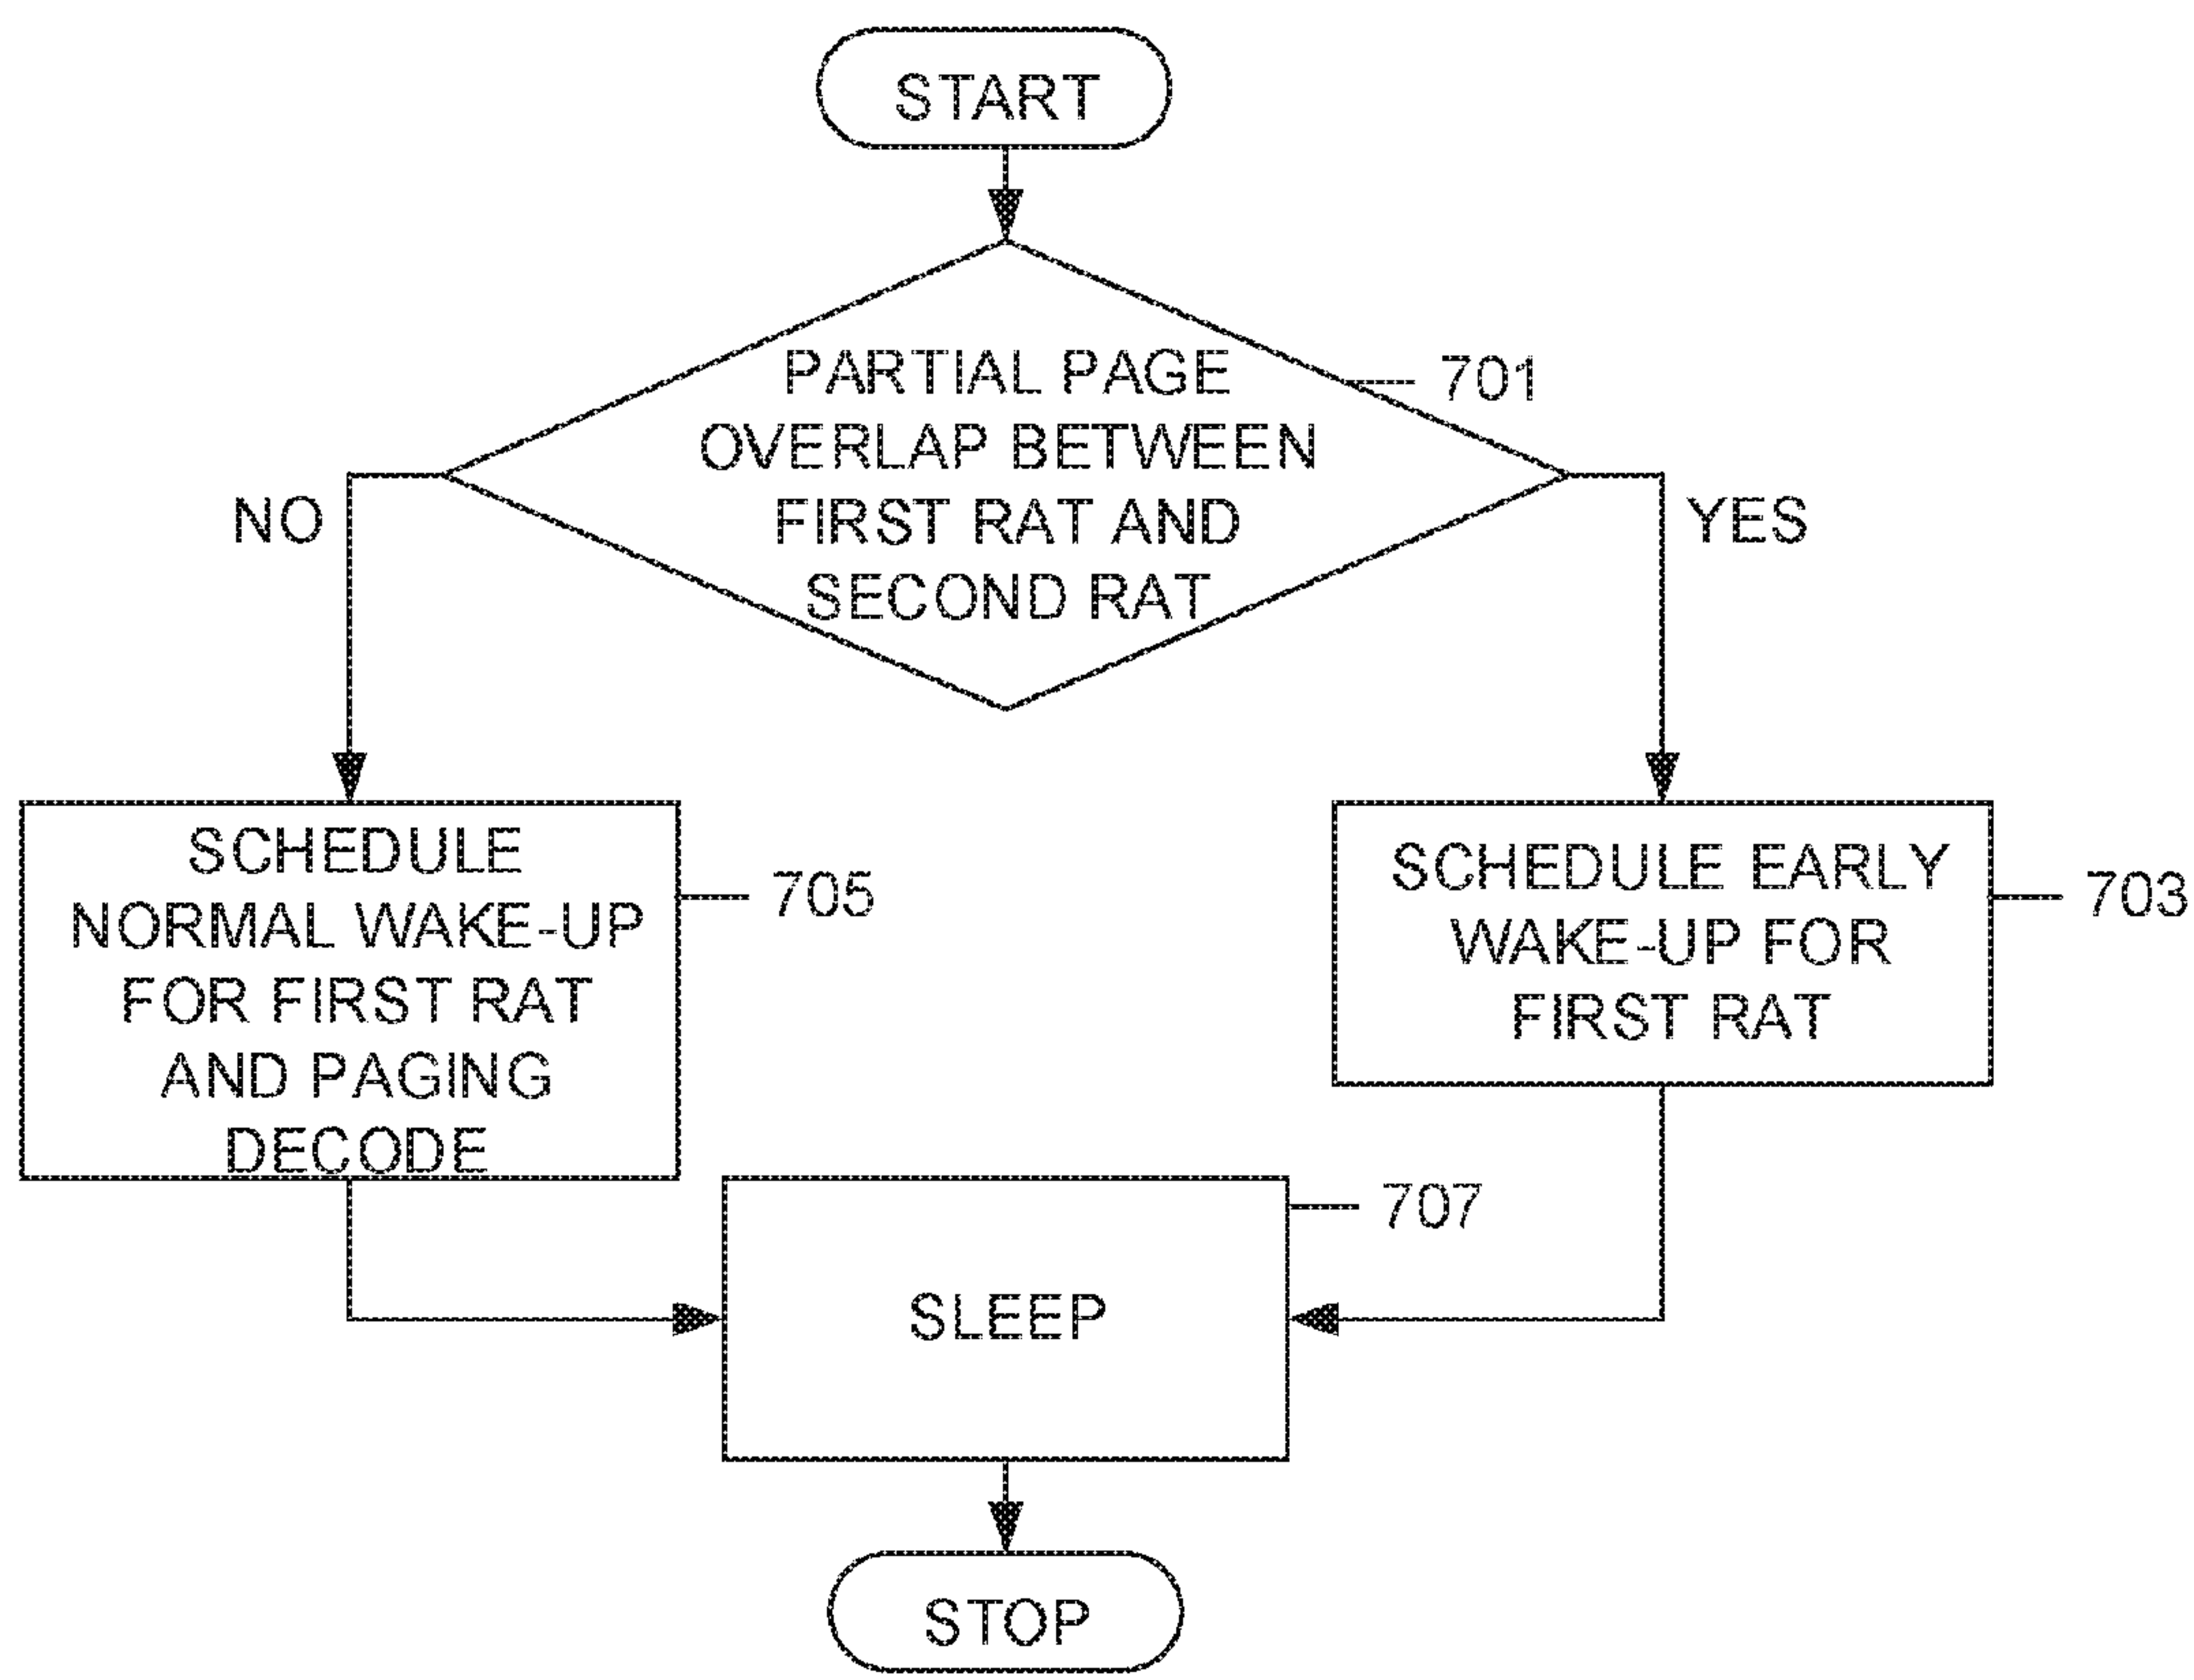 START
PARTIAL PAGE
OVERLAP BETWEEN
FIRST RAT AND
SECOND RAT
701
NO
YES
SCHEDULE
NORMAL WAKE-UP
FOR FIRST RAT
AND PAGING
DECODE
705
SCHEDULE EARLY
WAKE-UP FOR
FIRST RAT
703
SLEEP
707
STOP